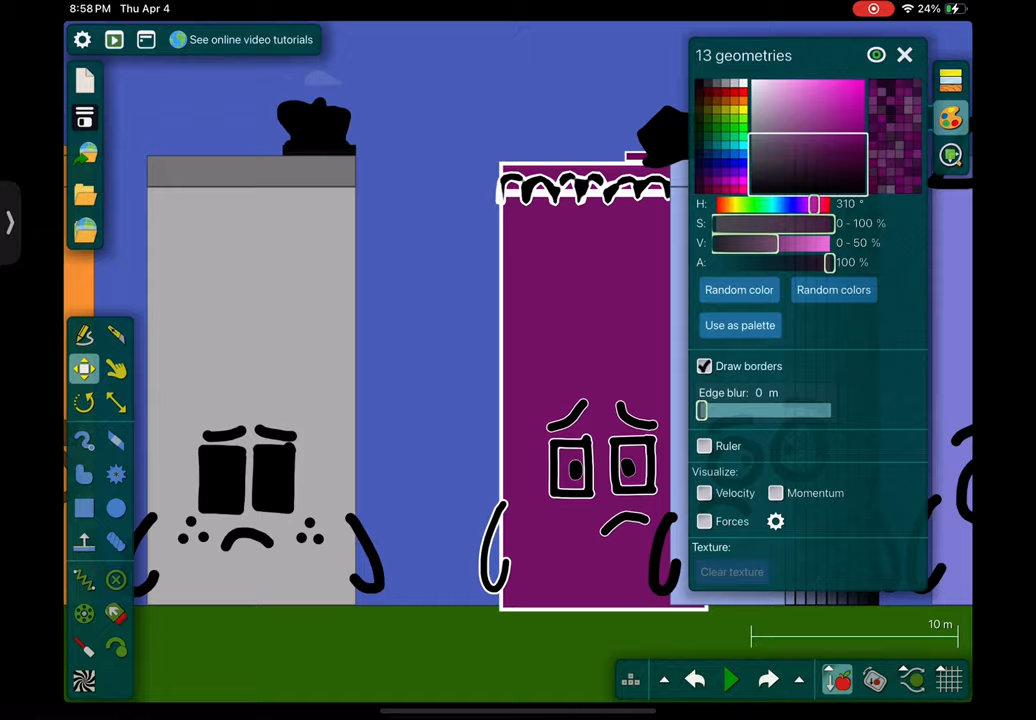 8:58 PM Thu Apr 4
24%
See online video tutorials
13 geometries
H: 310 °
S: 0 - 100 %
V: 0 - 50 %
A: 100 %
Random color Random colors
Use as palette
Draw borders
Edge blur: 0 m
Ruler
Visualize:
Velocity Momentum
Forces
Texture:
Clear texture
10 m